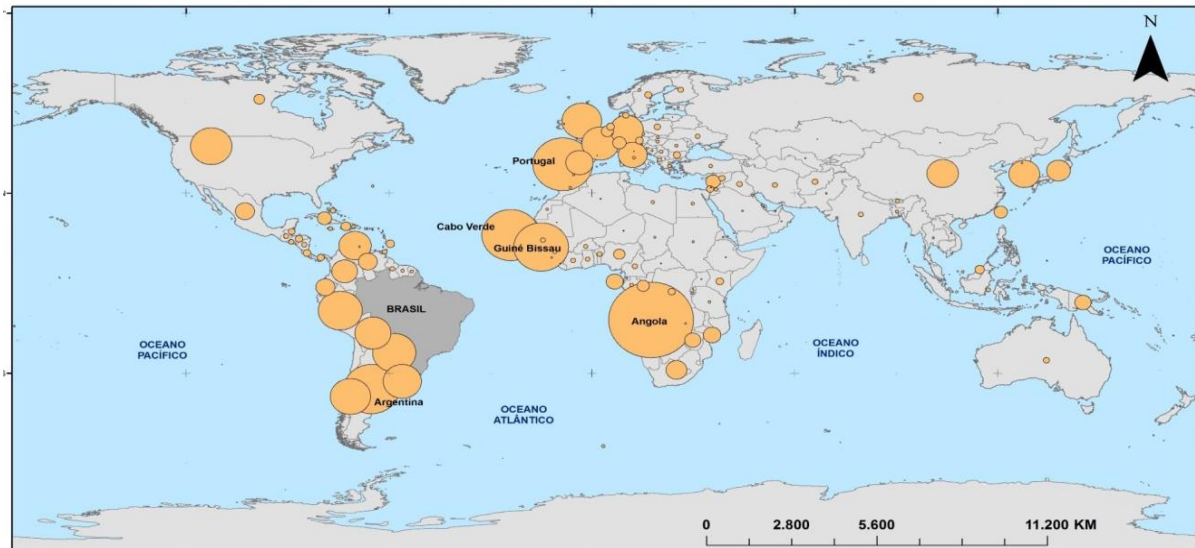 N
Portugal
Cabo Verde
Guiné Bissau
OCEANO
PACÍFICO
BRASIL
Angola
OCEANO
PACÍFICO
OCEANO
ÍNDICO
Argentina
OCEANO
ATLÂNTICO
0 2.800 5.600 11.200 KM